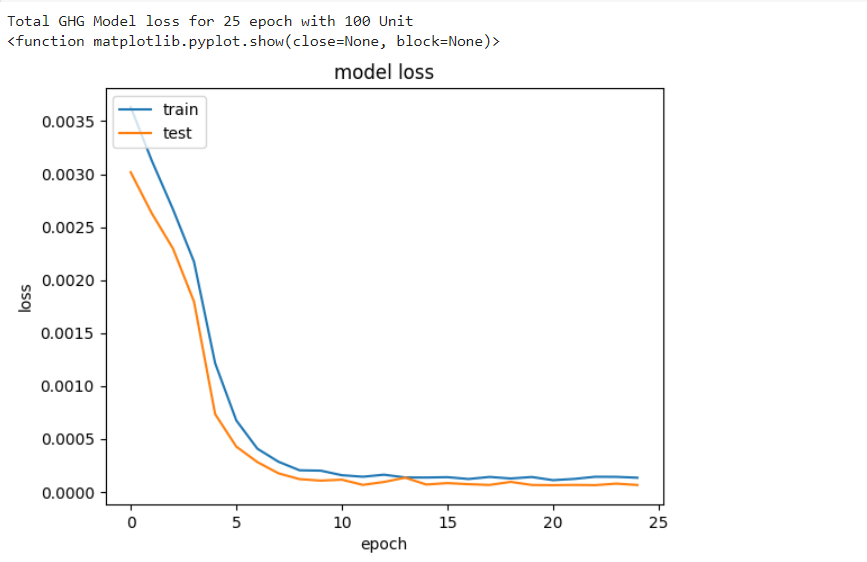 Total GHG Model loss for 25 epoch with 100 Unit
<function matplotlib.pyplot.show(close=None, block=None)>
model loss
train
test
0.0035
0.0030
0.0025
0.0020
0.0015
0.0010
0.0005
0.0000
loss
0 5 10 15 20 25
epoch